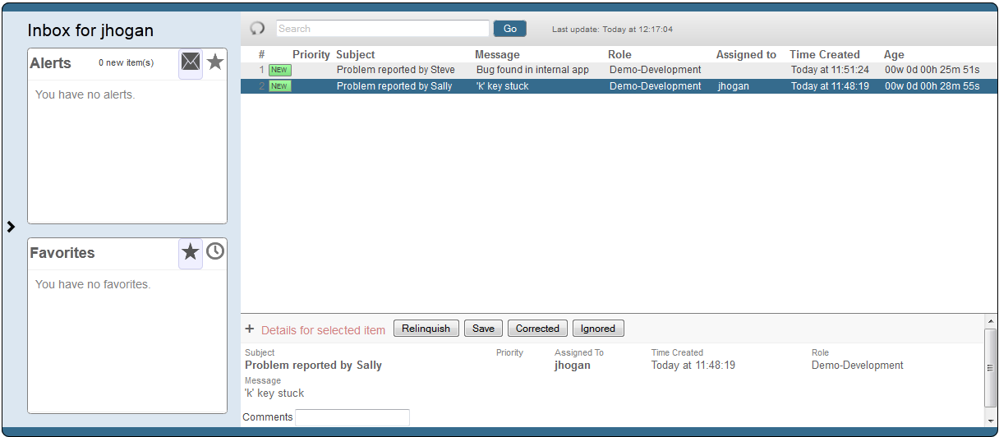 Inbox for jhogan
Alerts 0 new item(s)
You have no alerts.
Favorites
You have no favorites.
Search Go Last update: Today at 12:17:04
# Priority Subject Message Role Assigned to Time Created Age
1 NEW Problem reported by Steve Bug found in internal app Demo-Development Today at 11:51:24 00w 0d 00h 25m 51s
2 NEW Problem reported by Sally 'k' key stuck Demo-Development jhogan Today at 11:48:19 00w 0d 00h 28m 55s
+ Details for selected item Relinquish Save Corrected Ignored
Subject Priority Assigned To Time Created Role
Problem reported by Sally jhogan Today at 11:48:19 Demo-Development
Message
'k' key stuck
Comments